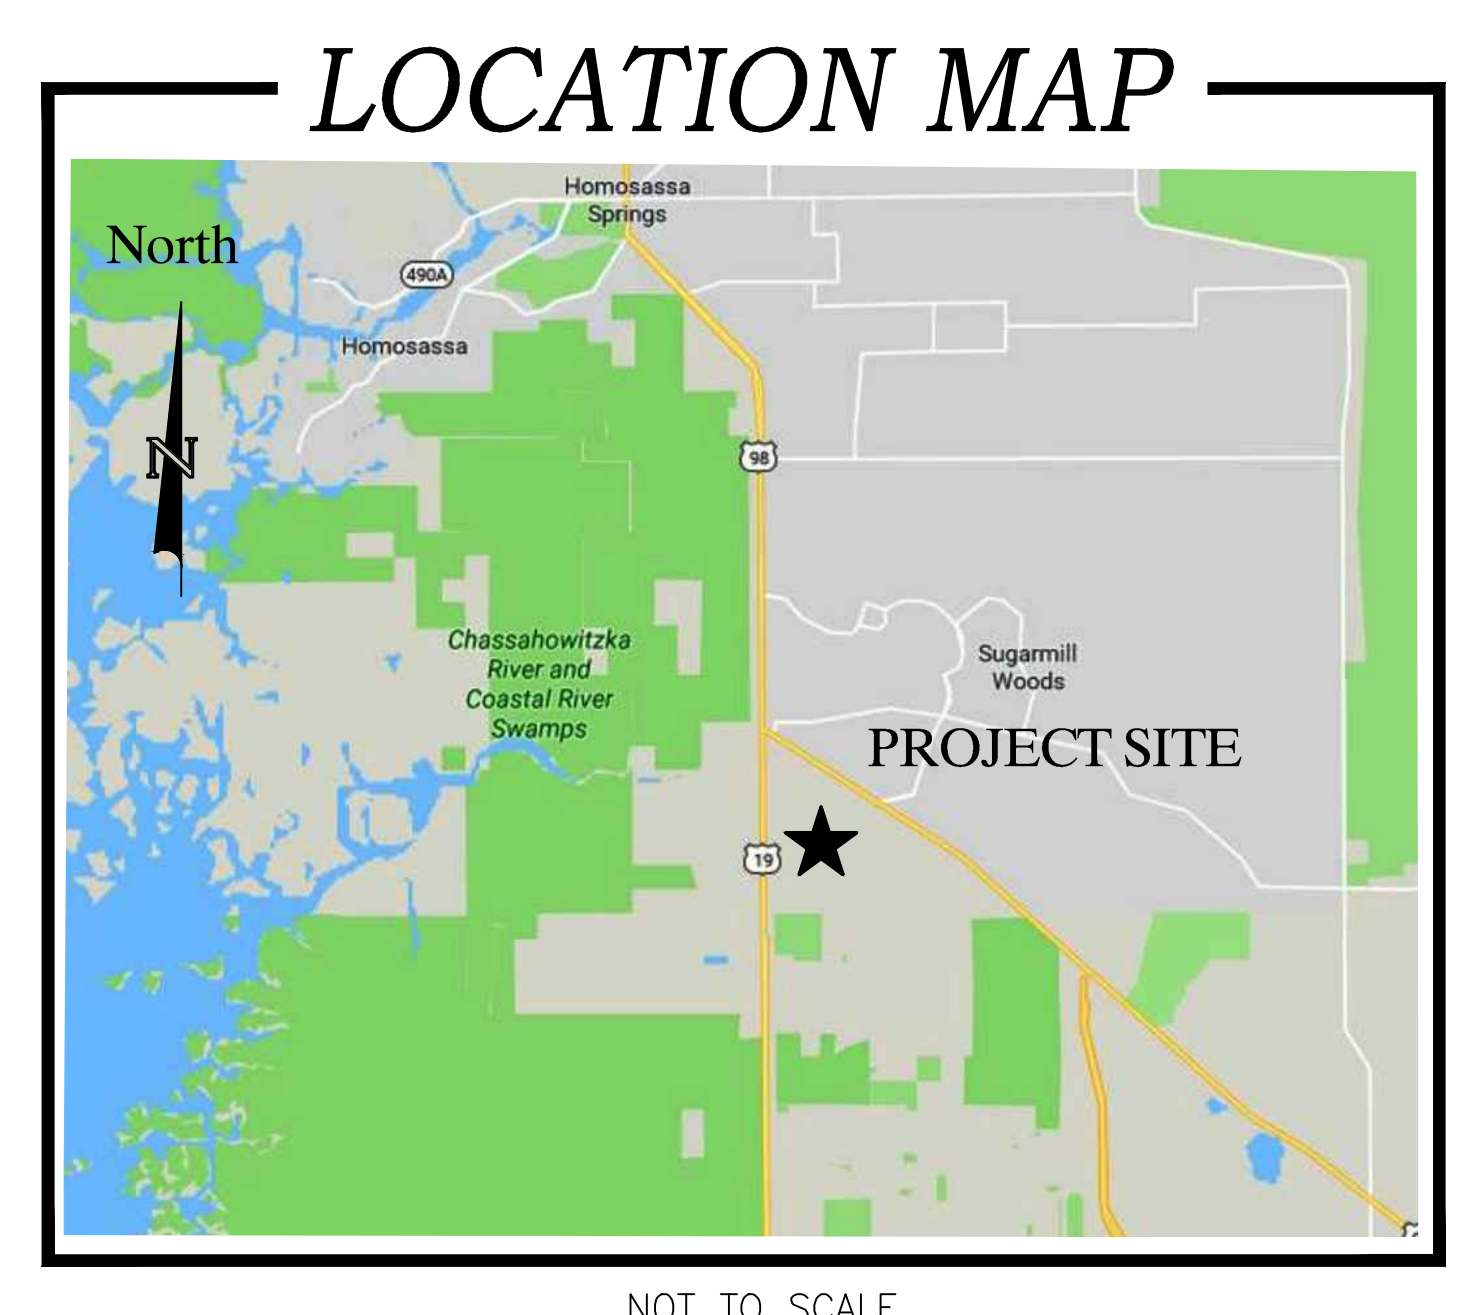 LOCATION MAP
Homosassa
Springs
North
490A
Homosassa
N
98
Chassahowitzka
River and
Coastal River
Swamps
Sugarmill
Woods
PROJECT SITE
19
NOT TO SCALE